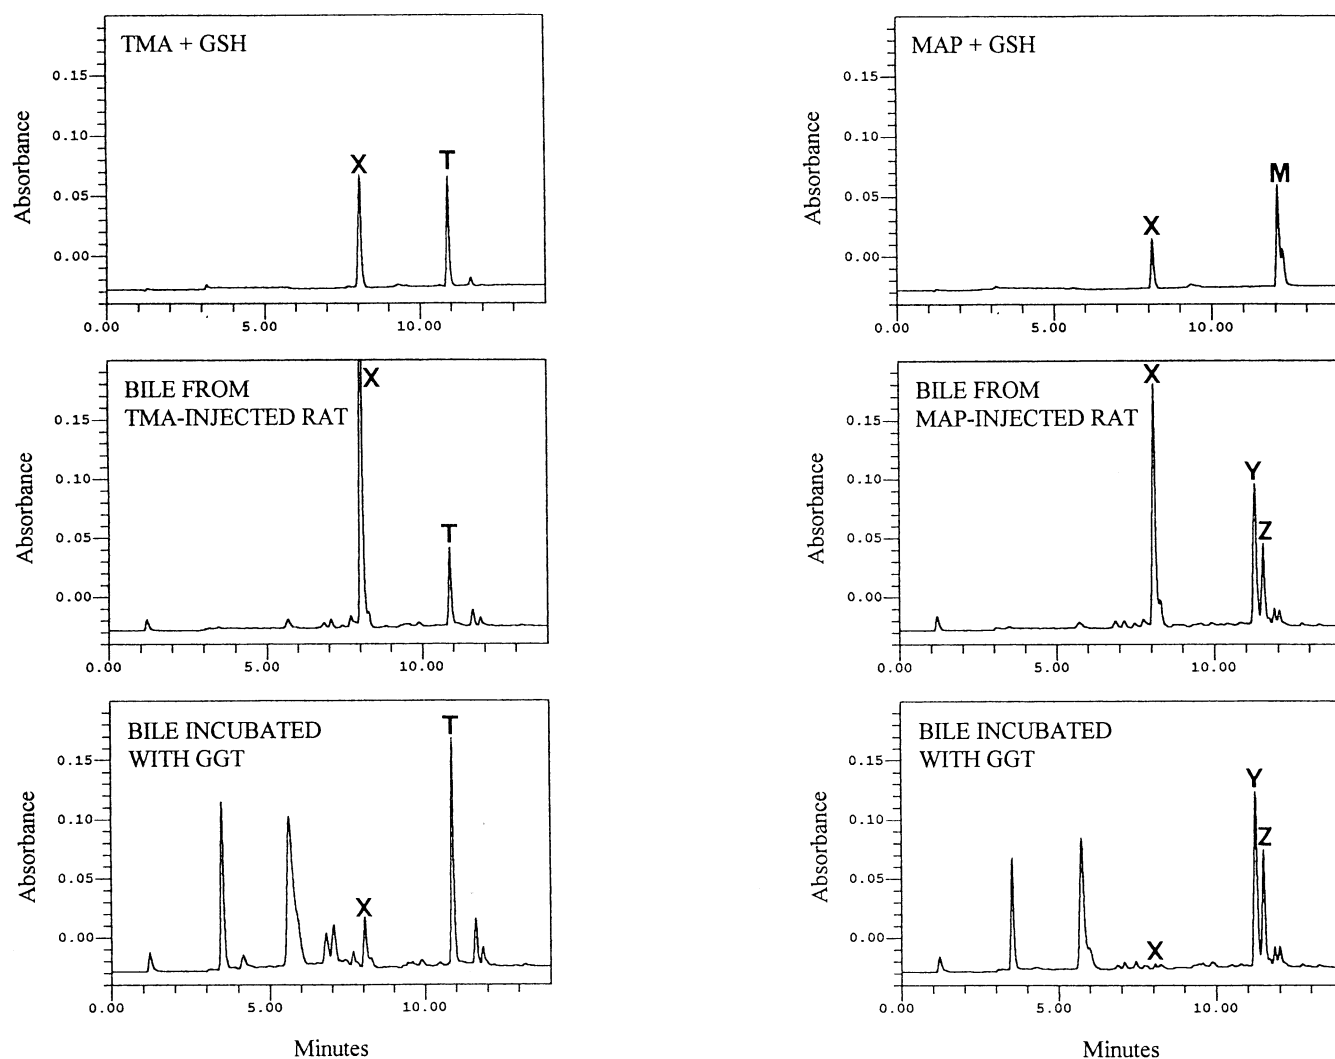 TMA + GSH
X
T
0.15
0.10
0.05
0.00
Absorbance
0.00 5.00 10.00
MAP + GSH
X
M
0.15
0.10
0.05
0.00
Absorbance
0.00 5.00 10.00
BILE FROM
TMA-INJECTED RAT
X
T
0.15
0.10
0.05
0.00
Absorbance
0.00 5.00 10.00
BILE FROM
MAP-INJECTED RAT
X
Y
Z
0.15
0.10
0.05
0.00
Absorbance
0.00 5.00 10.00
BILE INCUBATED
WITH GGT
X
T
0.15
0.10
0.05
0.00
Absorbance
0.00 5.00 10.00
Minutes
BILE INCUBATED
WITH GGT
X
Y
Z
0.15
0.10
0.05
0.00
Absorbance
0.00 5.00 10.00
Minutes